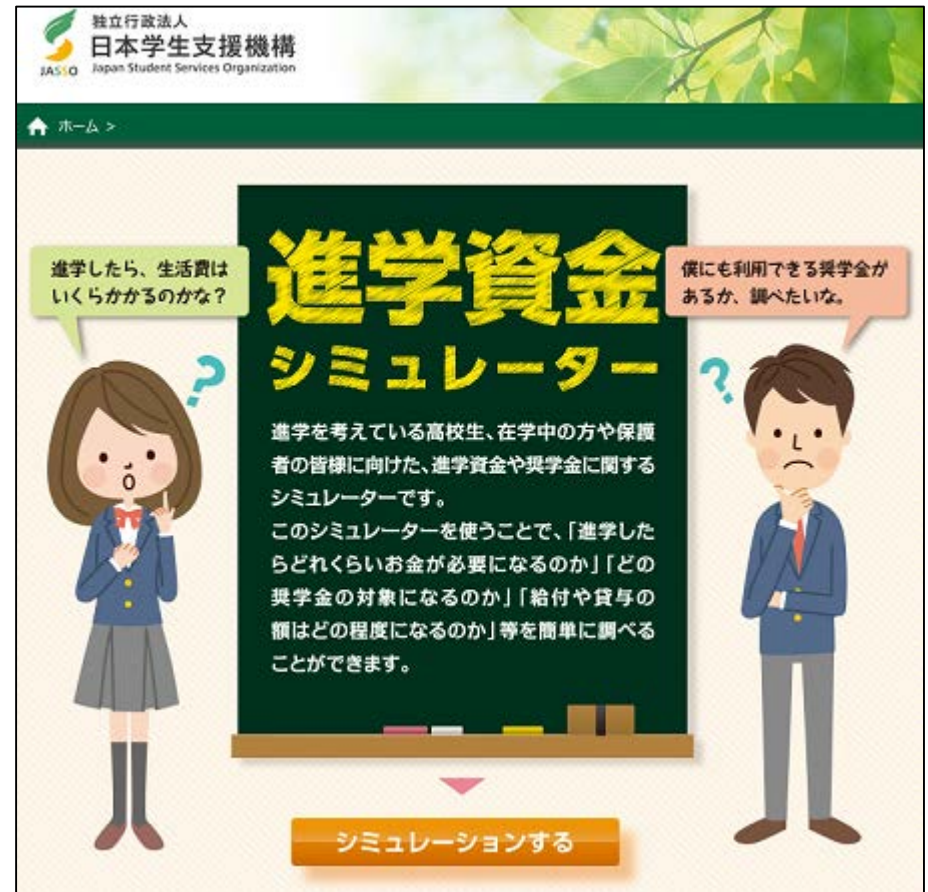 独立行政法人
日本学生支援機構
JASSO Japan Student Services Organization
ホーム >
進学したら、生活費は
いくらかかるのかな？
進学資金
シミュレーター
僕にも利用できる奨学金が
あるか、調べたいな。
進学を考えている高校生、在学中の方や保護
者の皆様に向けた、進学資金や奨学金に関する
シミュレーターです。
このシミュレーターを使うことで、「進学した
らどれくらいお金が必要になるのか」「どの
奨学金の対象になるのか」「給付や貸与の
額はどの程度になるのか」等を簡単に調べる
ことができます。
シミュレーションする